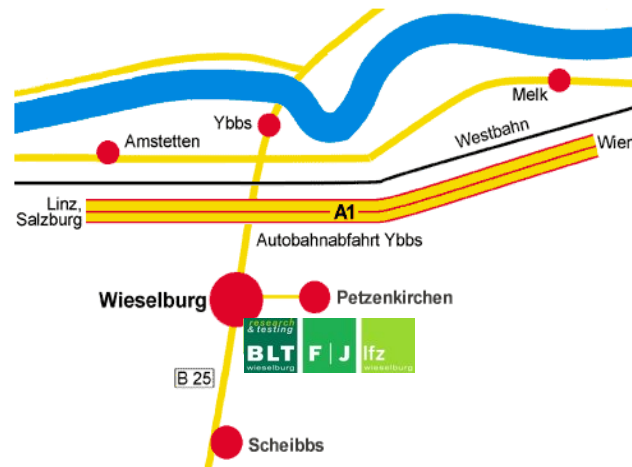 Melk
Ybbs
Amstetten
Westbahn
Wien
Linz,
Salzburg
A1
Autobahnabfahrt Ybbs
Wieselburg
Petzenkirchen
research
& testing
BLT
wieselburg
F|J
lfz
wieselburg
B 25
Scheibbs